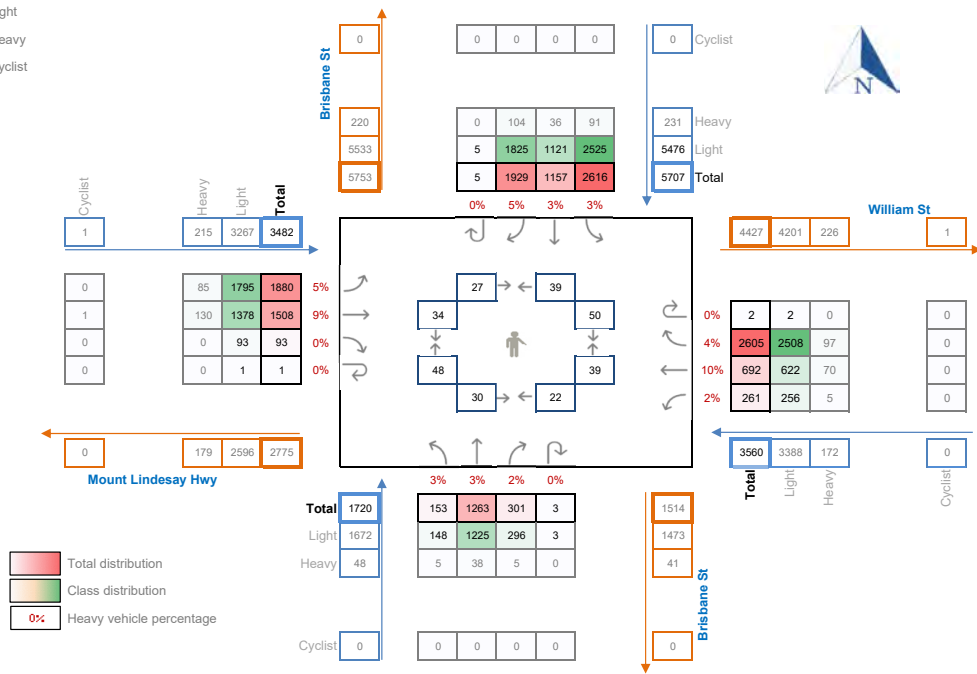 ight
eavy
yclist
Brisbane St
0
0 0 0 0
0 Cyclist
N
220
0 104 36 91
231 Heavy
5533
5 1825 1121 2525
5476 Light
5753
5 1929 1157 2616
5707 Total
0% 5% 3% 3%
Cyclist Heavy Light Total
William St
1
215 3267 3482
4427 4201 226
1
27 39
34 50
48 39
30 22
0
85 1795 1880 5%
1
130 1378 1508 9%
0
0 93 93 0%
0
0 1 1 0%
0% 2 2 0
0
4% 2605 2508 97
0
10% 692 622 70
0
2% 261 256 5
0
0
179 2596 2775
Mount Lindesay Hwy
3560 3388 172
0
Total Light Heavy Cyclist
3% 3% 2% 0%
Total 1720
153 1263 301 3
1514
Light 1672
148 1225 296 3
1473
Heavy 48
5 38 5 0
41
Brisbane St
Cyclist 0
0 0 0 0
0
Total distribution
Class distribution
0% Heavy vehicle percentage